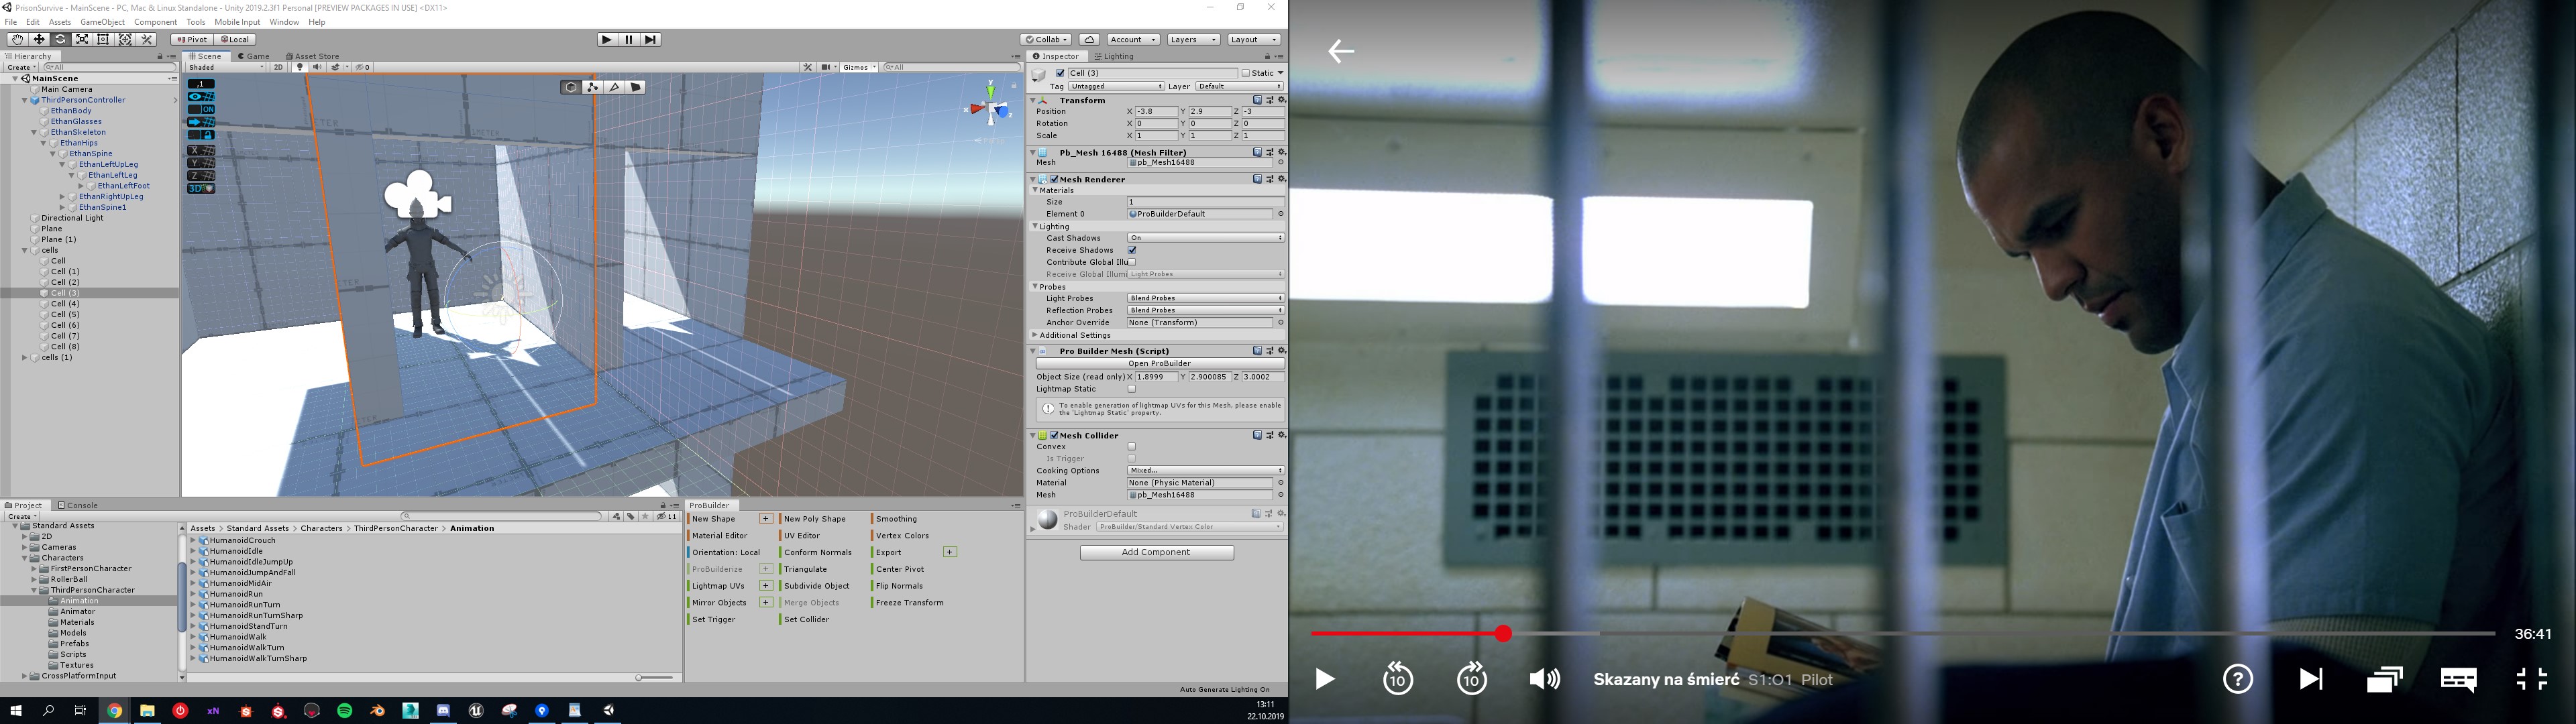 PrisonSurvive - MainScene - PC, Mac & Linux Standalone - Unity 2019.2.3f1 Personal [PREVIEW PACKAGES IN USE] <DX11>
File Edit Assets GameObject Component Tools Mobile Input Window Help
Pivot Local
Collab Account Layers Layout
Hierarchy
Create All
MainScene
Main Camera
ThirdPersonController
EthanBody
EthanGlasses
EthanSkeleton
EthanHips
EthanSpine
EthanLeftUpLeg
EthanLeftLeg
EthanLeftFoot
EthanRightUpLeg
EthanSpine1
Directional Light
Plane
Plane (1)
cells
Cell
Cell (1)
Cell (2)
Cell (3)
Cell (4)
Cell (5)
Cell (6)
Cell (7)
Cell (8)
cells (1)
Scene Game Asset Store
Shaded 2D 0 Gizmos All
.1
ON
X
Y
Z
3D
y
x
z
Inspector Lighting
Cell (3) Static
Tag Untagged Layer Default
Transform
Position X -3.8 Y 2.9 Z -3
Rotation X 0 Y 0 Z 0
Scale X 1 Y 1 Z 1
Pb_Mesh 16488 (Mesh Filter)
Mesh pb_Mesh16488
Mesh Renderer
Materials
Size 1
Element 0 ProBuilderDefault
Lighting
Cast Shadows On
Receive Shadows
Contribute Global Illu
Receive Global Illumi Light Probes
Probes
Light Probes Blend Probes
Reflection Probes Blend Probes
Anchor Override None (Transform)
Additional Settings
Pro Builder Mesh (Script)
Open ProBuilder
Object Size (read only) X 1.8999 Y 2.900085 Z 3.0002
Lightmap Static
To enable generation of lightmap UVs for this Mesh, please enable
the 'Lightmap Static' property.
Mesh Collider
Convex
Is Trigger
Cooking Options Mixed...
Material None (Physic Material)
Mesh pb_Mesh16488
ProBuilderDefault
Shader ProBuilder/Standard Vertex Color
Add Component
Project Console
Create 11
Standard Assets
2D
Cameras
Characters
FirstPersonCharacter
RollerBall
ThirdPersonCharacter
Animation
Animator
Materials
Models
Prefabs
Scripts
Textures
CrossPlatformInput
Assets > Standard Assets > Characters > ThirdPersonCharacter > Animation
HumanoidCrouch
HumanoidIdle
HumanoidIdleJumpUp
HumanoidJumpAndFall
HumanoidMidAir
HumanoidRun
HumanoidRunTurn
HumanoidRunTurnSharp
HumanoidStandTurn
HumanoidWalk
HumanoidWalkTurn
HumanoidWalkTurnSharp
ProBuilder
New Shape + New Poly Shape Smoothing
Material Editor UV Editor Vertex Colors
Orientation: Local Conform Normals Export +
ProBuilderize + Triangulate Center Pivot
Lightmap UVs + Subdivide Object Flip Normals
Mirror Objects + Merge Objects Freeze Transform
Set Trigger Set Collider
Auto Generate Lighting On
xN
13:11
22.10.2019
36:41
10 10 Skazany na śmierć S1:O1 Pilot ?